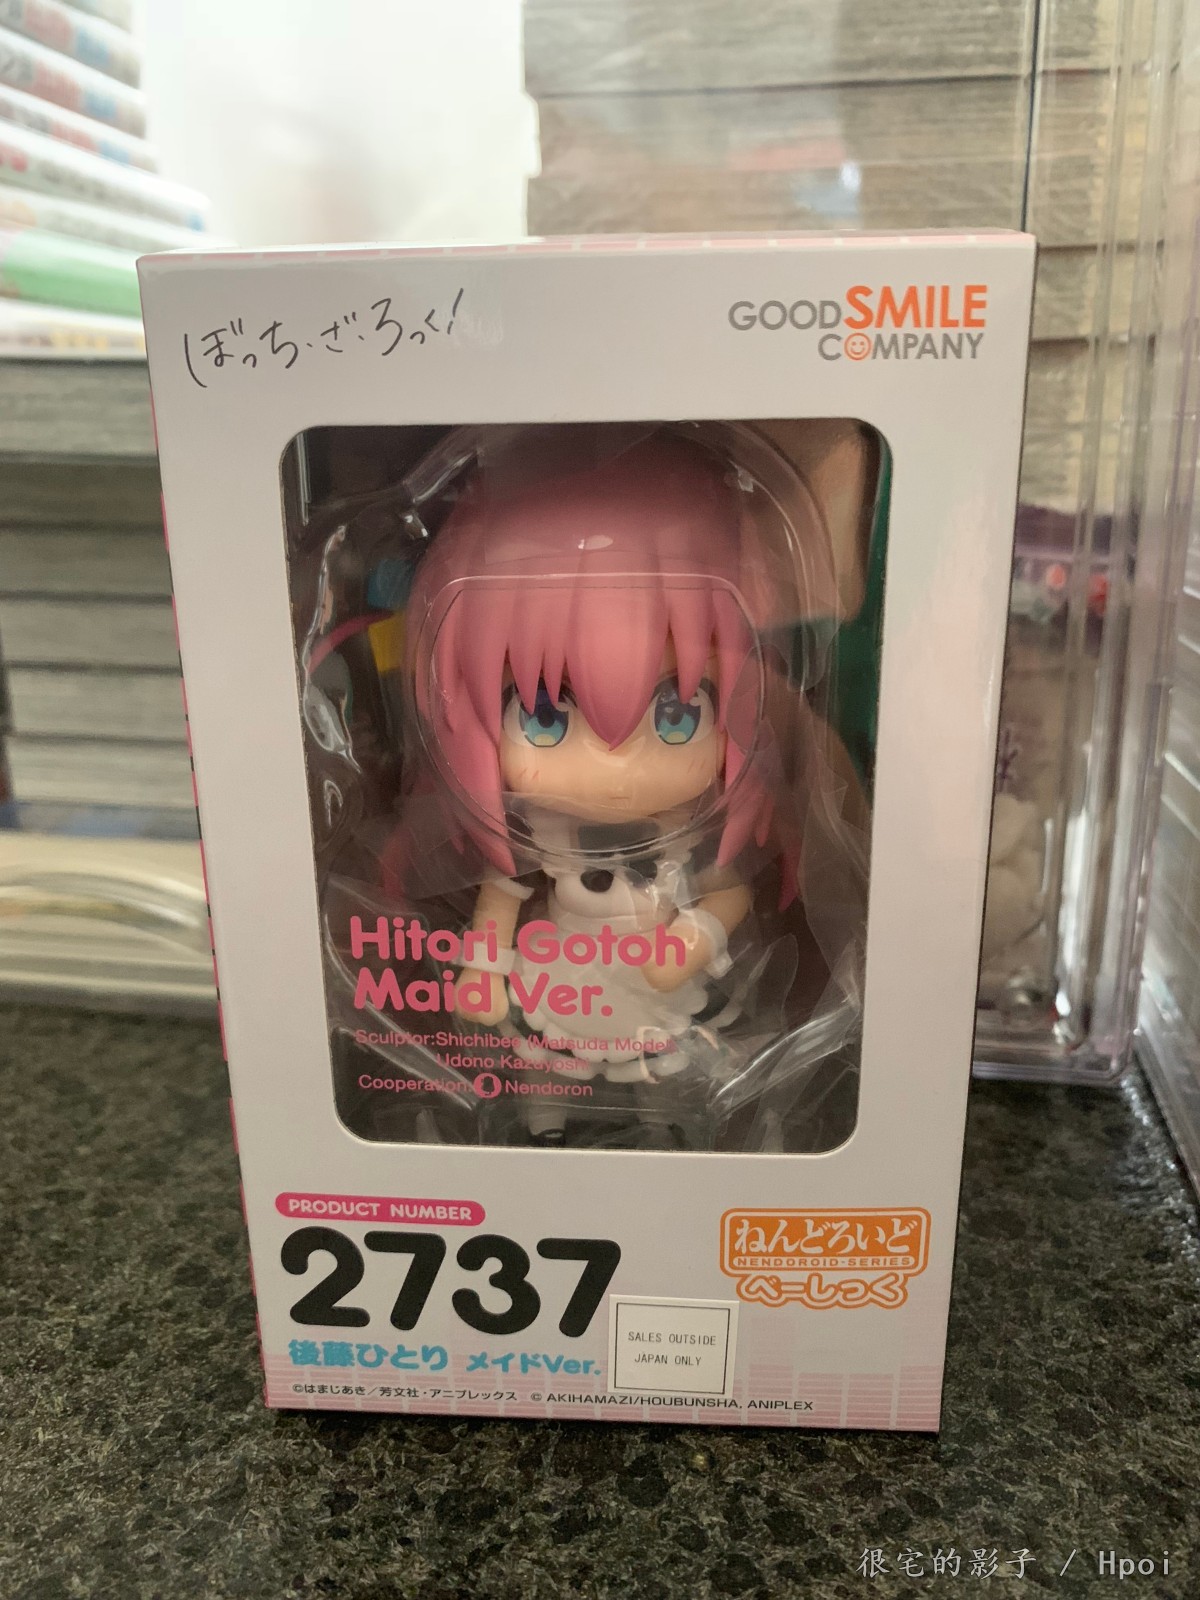 ぼっち・ざ・ろっく!
GOOD SMILE
COMPANY
Hitori Gotoh
Maid Ver.
Sculptor:Shichibee (Matsuda Model)
Udono Kazuyoshi
Cooperation: Nendoron
PRODUCT NUMBER
2737
後藤ひとり メイドVer.
ねんどろいど
NENDOROID-SERIES
べーしっく
SALES OUTSIDE
JAPAN ONLY
©はまじあき/芳文社・アニプレックス © AKIHAMAZI/HOUBUNSHA, ANIPLEX
很宅的影子 / Hpoi